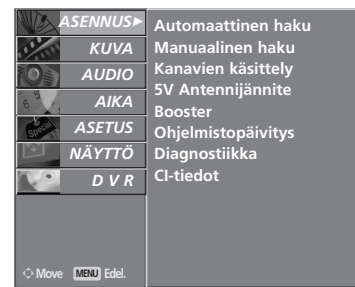 ASENNUS
KUVA
AUDIO
AIKA
ASETUS
NÄYTTÖ
D V R
Automaattinen haku
Manuaalinen haku
Kanavien käsittely
5V Antennijännite
Booster
Ohjelmistopäivitys
Diagnostiikka
CI-tiedot
Move MENU Edel.